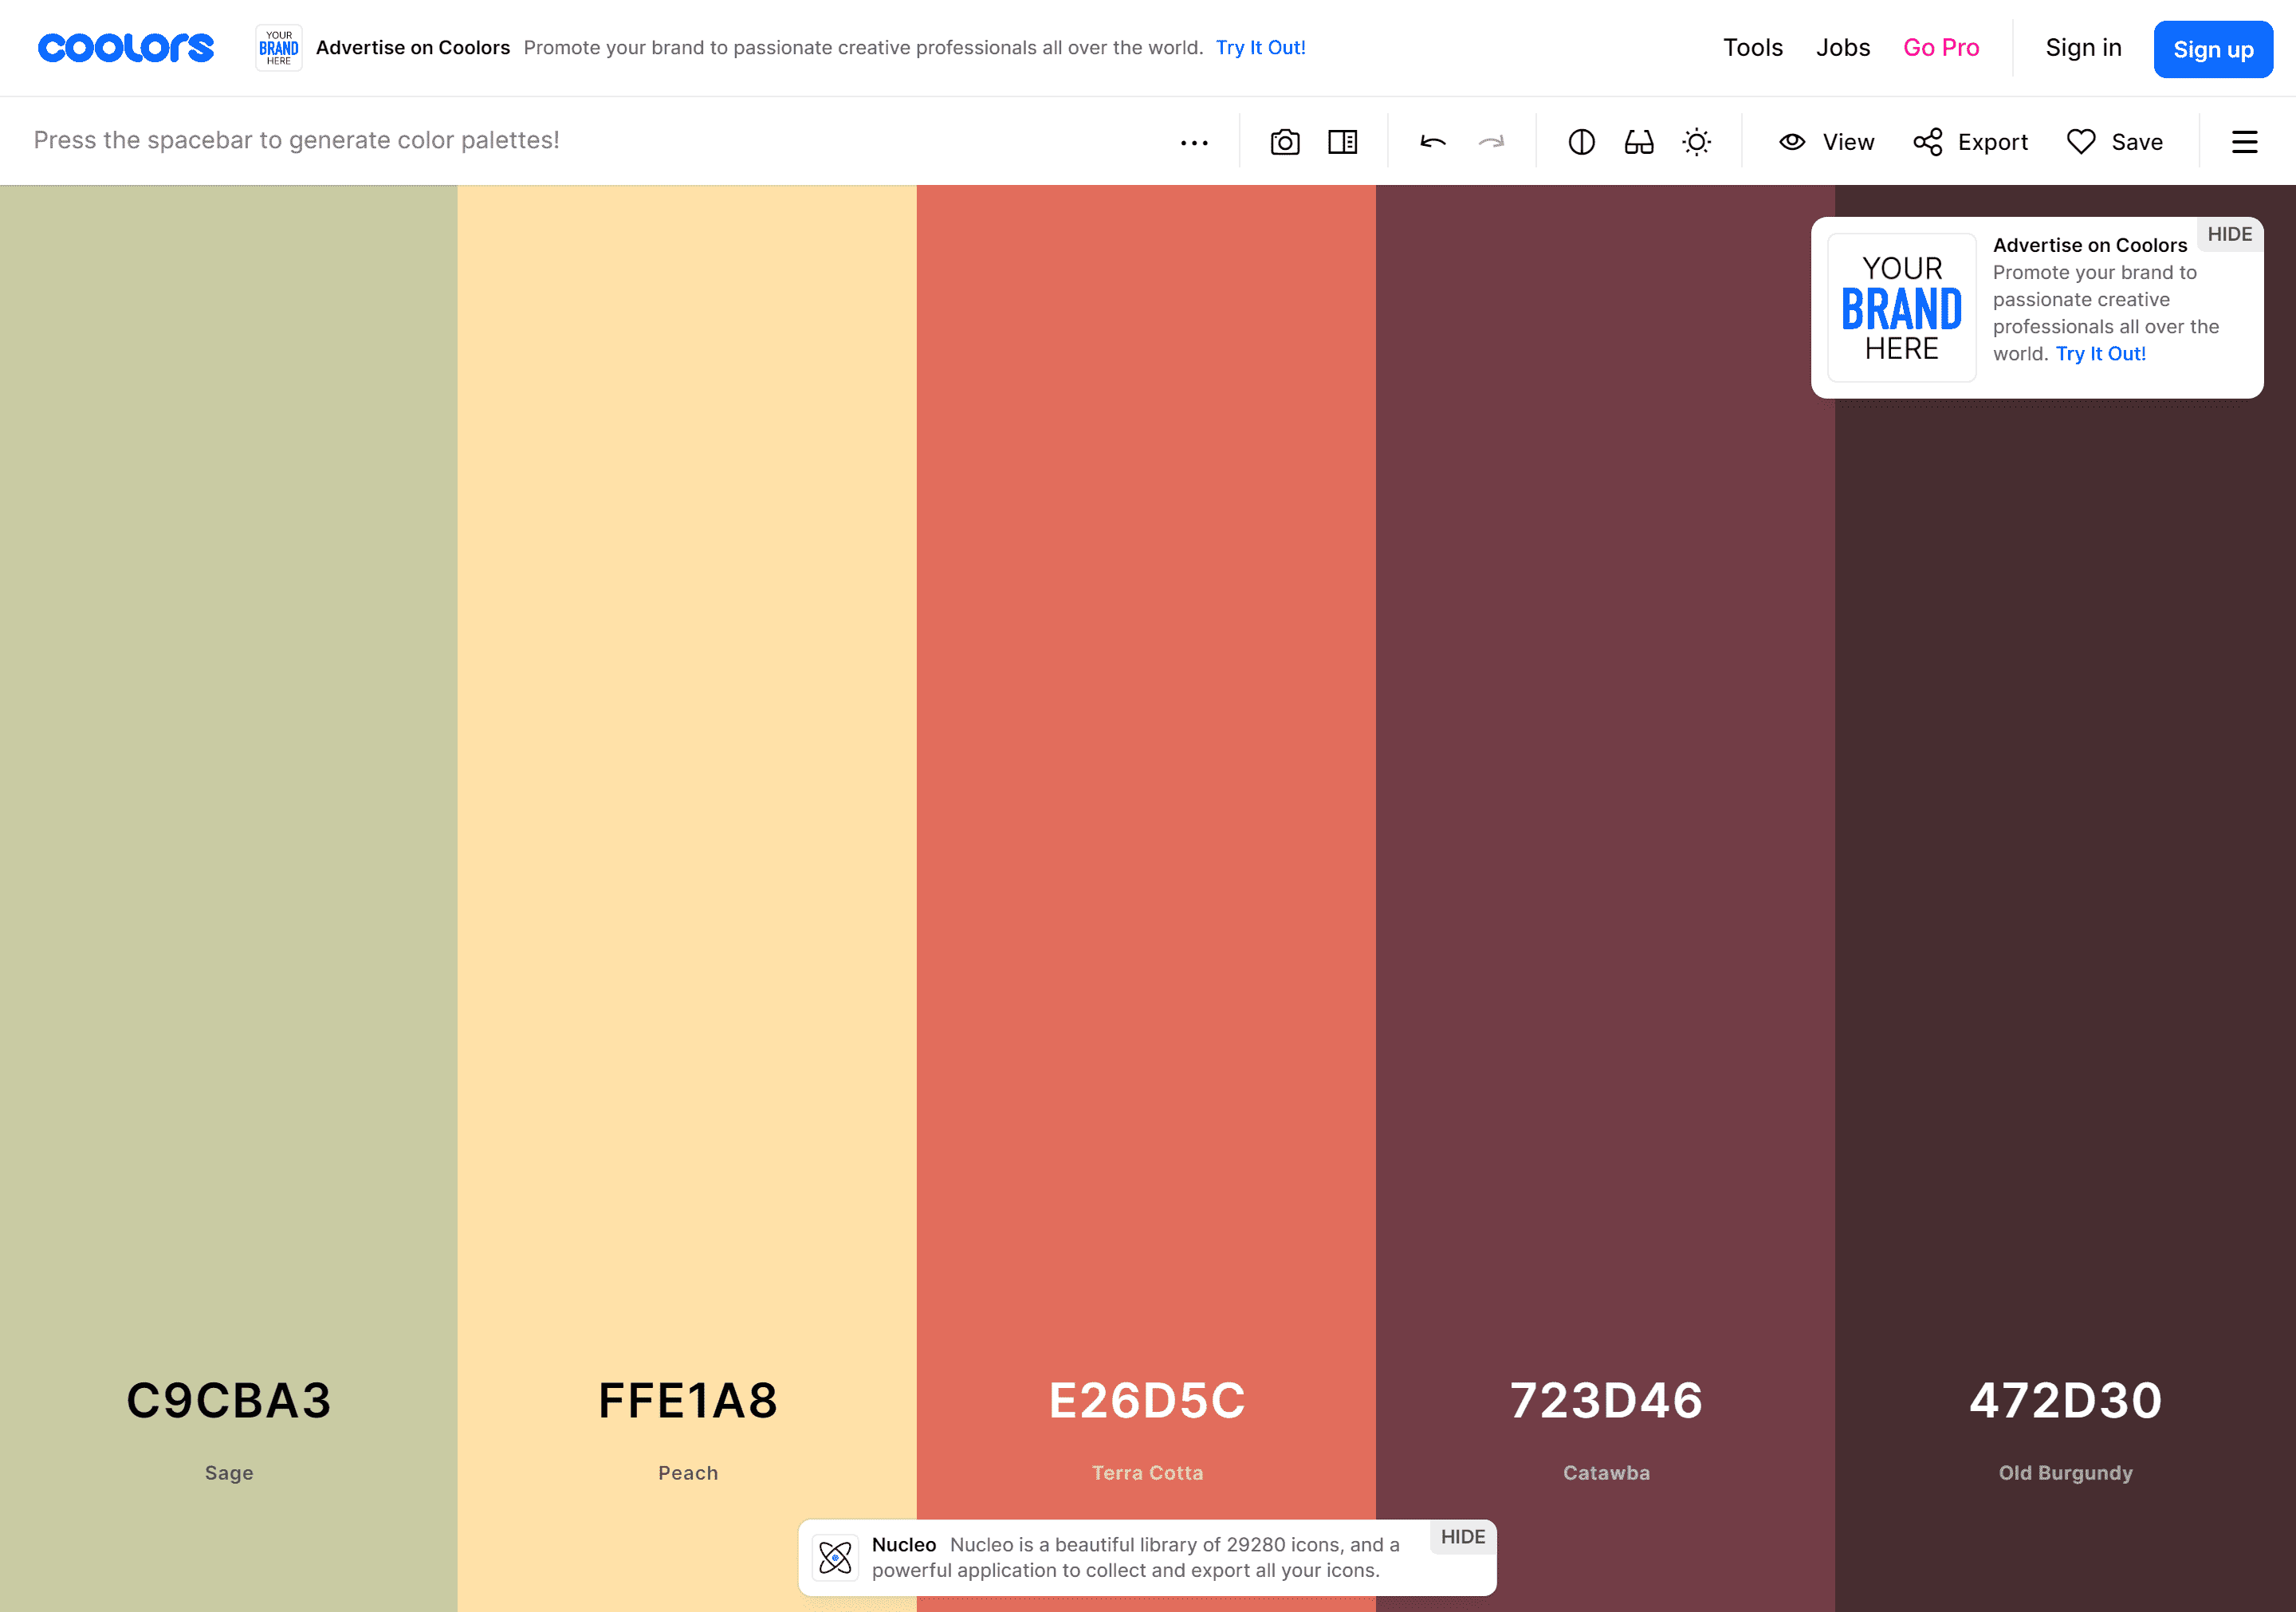 coolors
YOUR
BRAND
HERE
Advertise on Coolors Promote your brand to passionate creative professionals all over the world. Try It Out!
Tools Jobs Go Pro Sign in Sign up
Press the spacebar to generate color palettes!
View Export Save
YOUR
BRAND
HERE
HIDE
Advertise on Coolors
Promote your brand to
passionate creative
professionals all over the
world. Try It Out!
C9CBA3 FFE1A8 E26D5C 723D46 472D30
Sage Peach Terra Cotta Catawba Old Burgundy
HIDE
Nucleo Nucleo is a beautiful library of 29280 icons, and a
powerful application to collect and export all your icons.